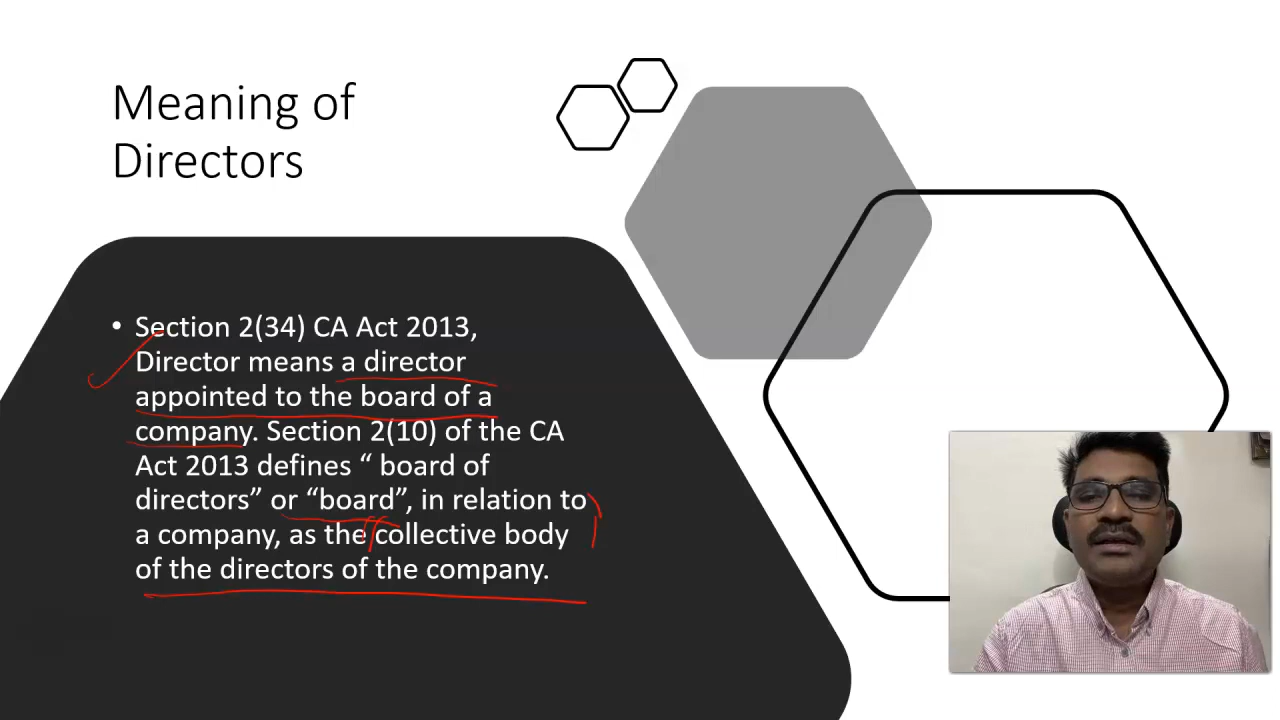 Meaning of
Directors
• Section 2(34) CA Act 2013,
Director means a director
appointed to the board of a
company. Section 2(10) of the CA
Act 2013 defines “ board of
directors” or “board”, in relation to
a company, as the collective body
of the directors of the company.